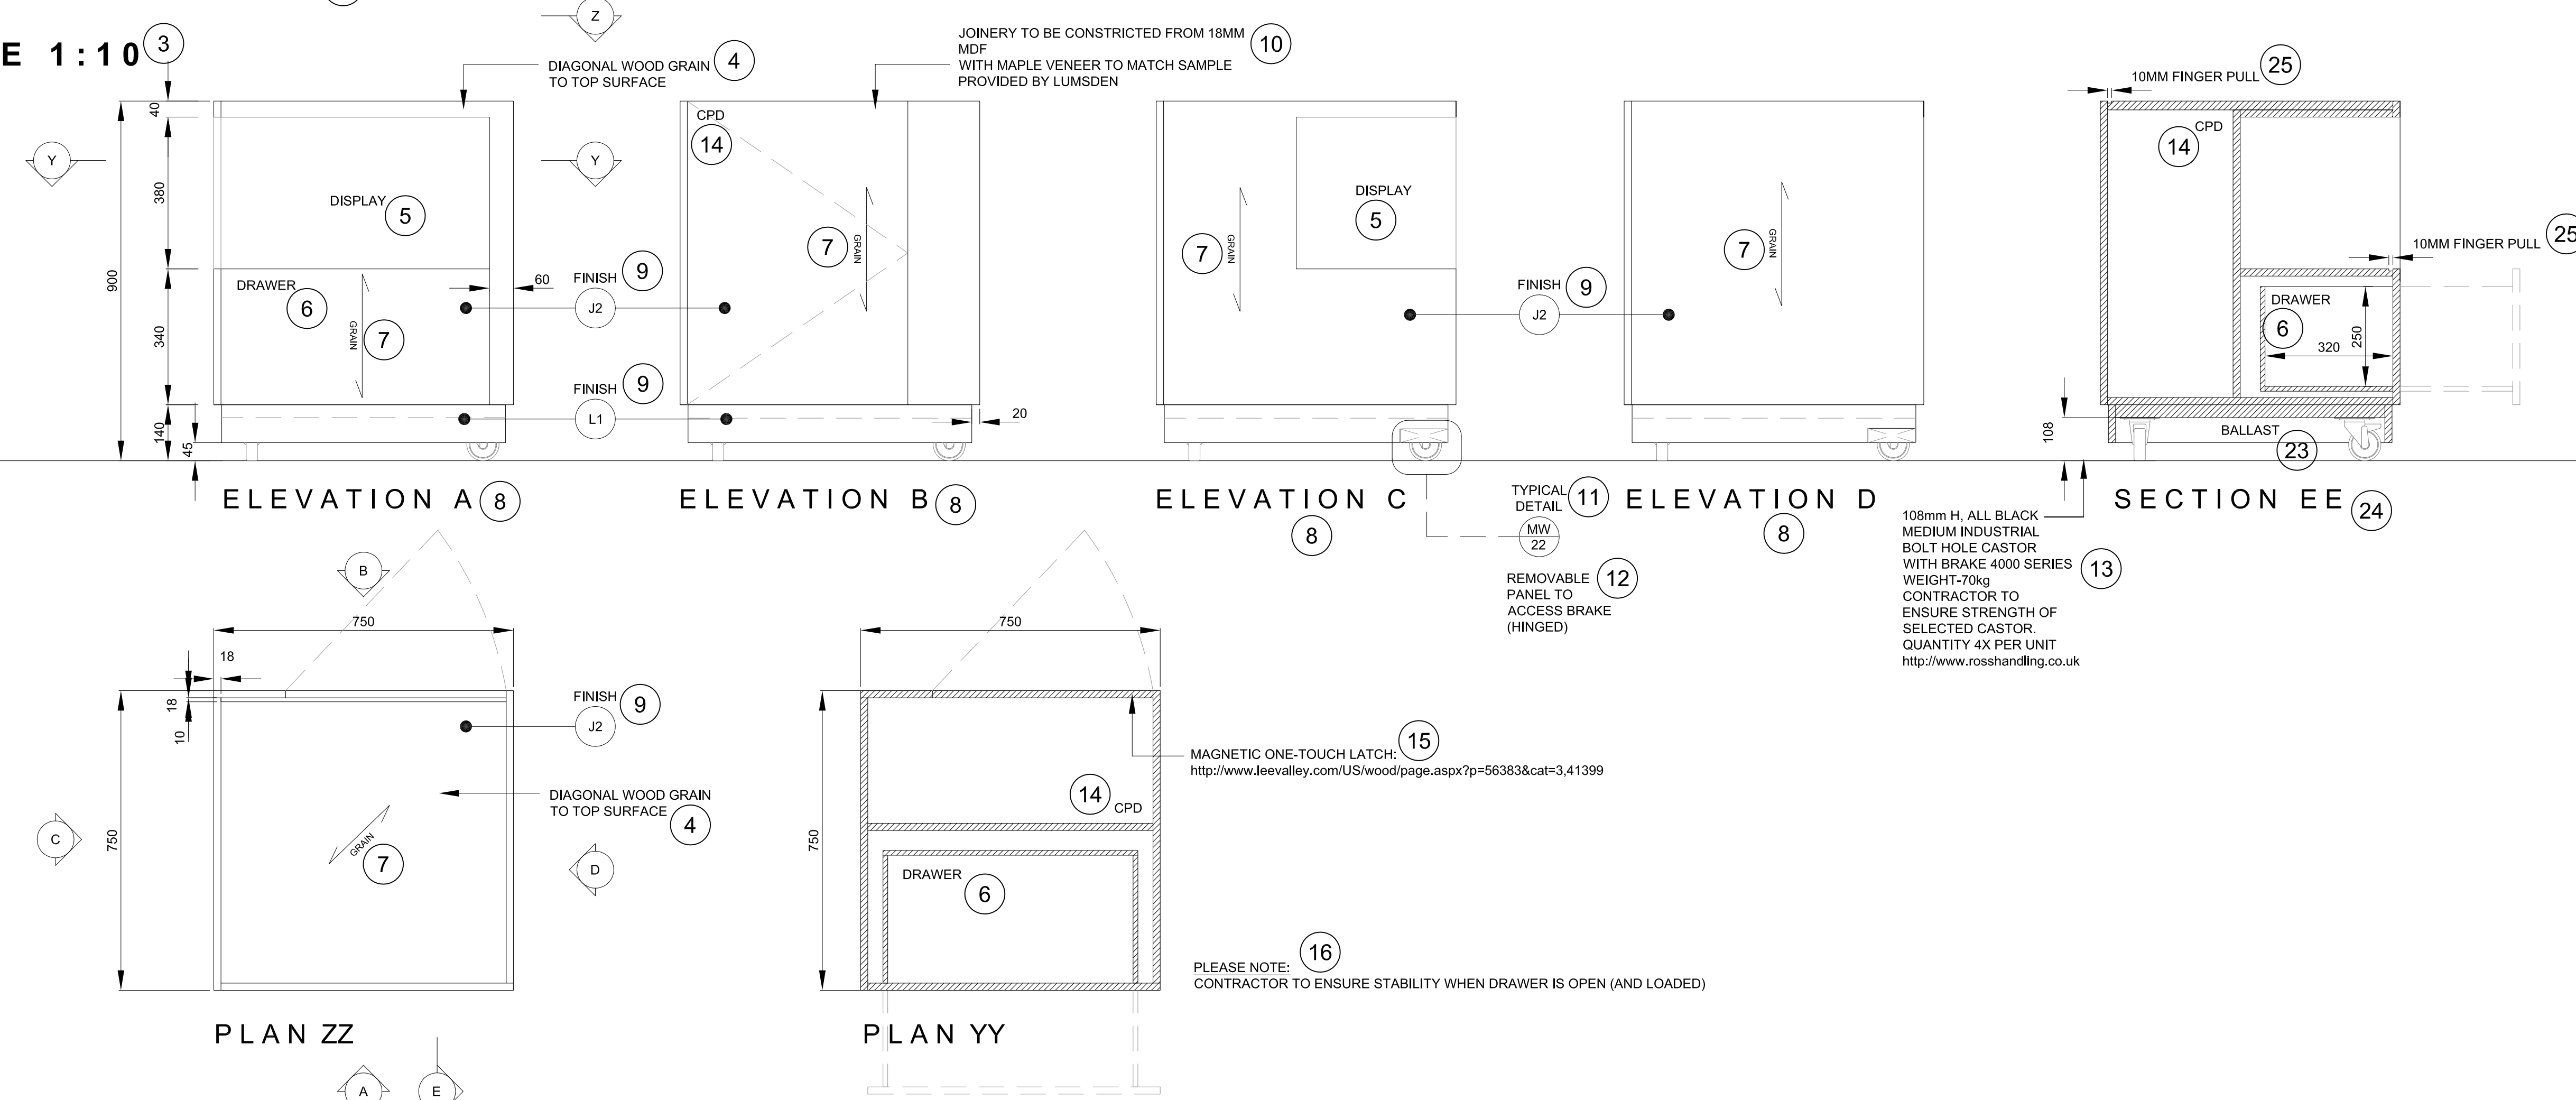 E 1:10
3
Z
DIAGONAL WOOD GRAIN
TO TOP SURFACE
4
JOINERY TO BE CONSTRICTED FROM 18MM
MDF
WITH MAPLE VENEER TO MATCH SAMPLE
PROVIDED BY LUMSDEN
10
10MM FINGER PULL
25
40
380
340
140
45
900
Y
DISPLAY
5
DRAWER
6
GRAIN
7
60
Y
FINISH
9
J2
FINISH
9
L1
CPD
14
7
GRAIN
20
7
GRAIN
DISPLAY
5
FINISH
9
J2
7
GRAIN
14
CPD
10MM FINGER PULL
25
DRAWER
6
320
250
108
BALLAST
23
ELEVATION A
8
ELEVATION B
8
ELEVATION C
8
TYPICAL
DETAIL
11
MW
22
ELEVATION D
8
SECTION EE
24
REMOVABLE
PANEL TO
ACCESS BRAKE
(HINGED)
12
108mm H, ALL BLACK
MEDIUM INDUSTRIAL
BOLT HOLE CASTOR
WITH BRAKE 4000 SERIES
WEIGHT-70kg
CONTRACTOR TO
ENSURE STRENGTH OF
SELECTED CASTOR.
QUANTITY 4X PER UNIT
http://www.rosshandling.co.uk
13
B
750
18
18
10
750
FINISH
9
J2
DIAGONAL WOOD GRAIN
TO TOP SURFACE
4
C
GRAIN
7
D
PLAN ZZ
A
E
750
750
MAGNETIC ONE-TOUCH LATCH:
15
http://www.leevalley.com/US/wood/page.aspx?p=56383&cat=3,41399
14
CPD
DRAWER
6
16
PLEASE NOTE:
CONTRACTOR TO ENSURE STABILITY WHEN DRAWER IS OPEN (AND LOADED)
PLAN YY